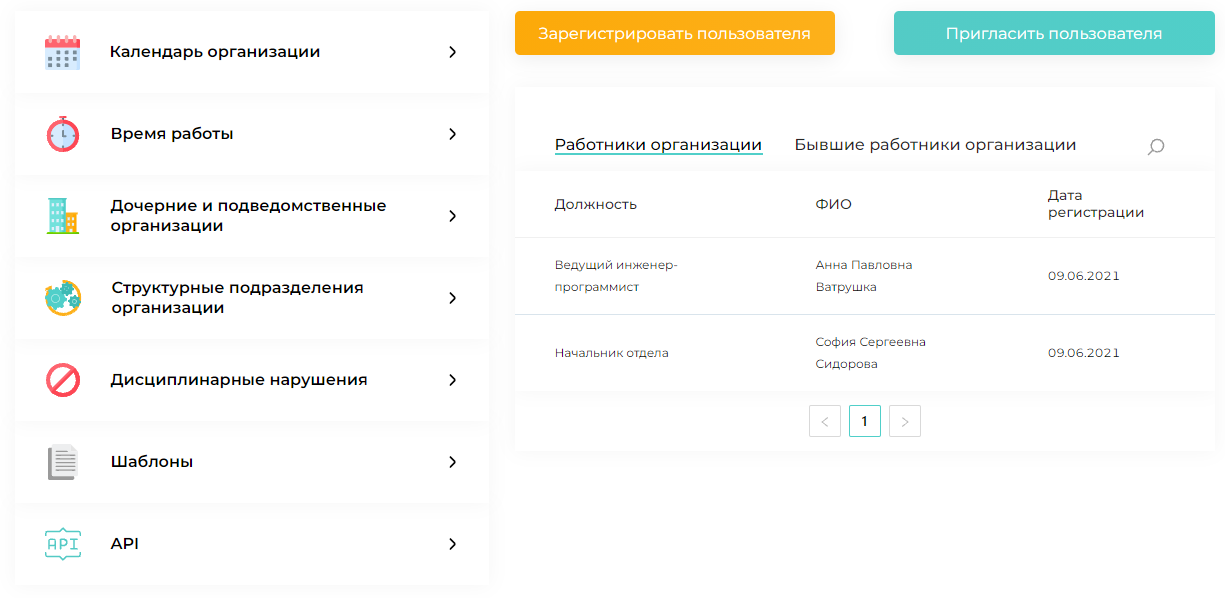 Календарь организации
Время работы
Дочерние и подведомственные
организации
Структурные подразделения
организации
Дисциплинарные нарушения
Шаблоны
API
API
Зарегистрировать пользователя
Пригласить пользователя
Работники организации
Бывшие работники организации
Должность
ФИО
Дата
регистрации
Ведущий инженер-
программист
Анна Павловна
Ватрушка
09.06.2021
Начальник отдела
София Сергеевна
Сидорова
09.06.2021
1